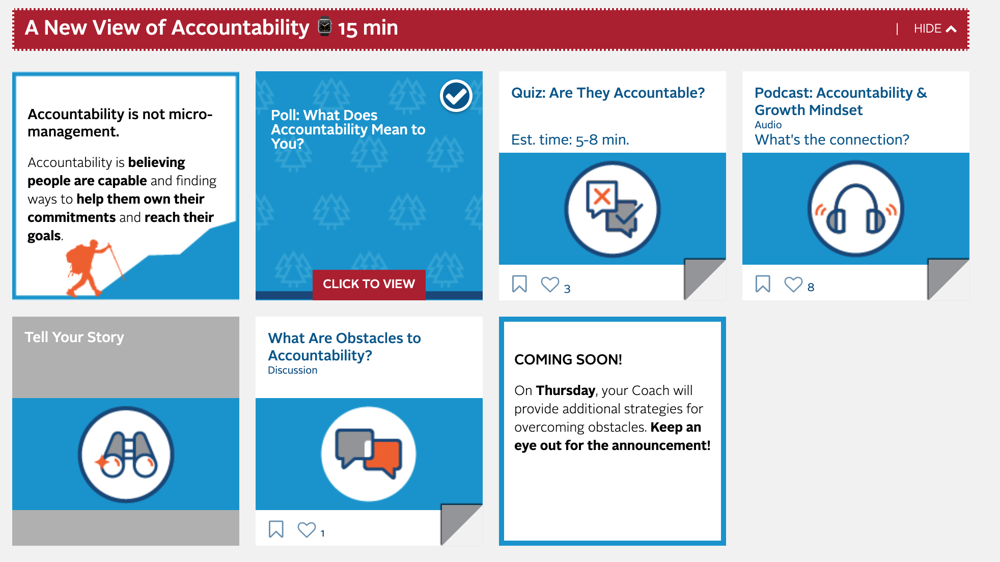 A New View of Accountability ⌚ 15 min
| HIDE
Accountability is not micro-
management.
Accountability is believing
people are capable and finding
ways to help them own their
commitments and reach their
goals.
Poll: What Does
Accountability Mean to
You?
CLICK TO VIEW
Quiz: Are They Accountable?
Est. time: 5-8 min.
3
Podcast: Accountability &
Growth Mindset
Audio
What's the connection?
8
Tell Your Story
What Are Obstacles to
Accountability?
Discussion
1
COMING SOON!
On Thursday, your Coach will
provide additional strategies for
overcoming obstacles. Keep an
eye out for the announcement!